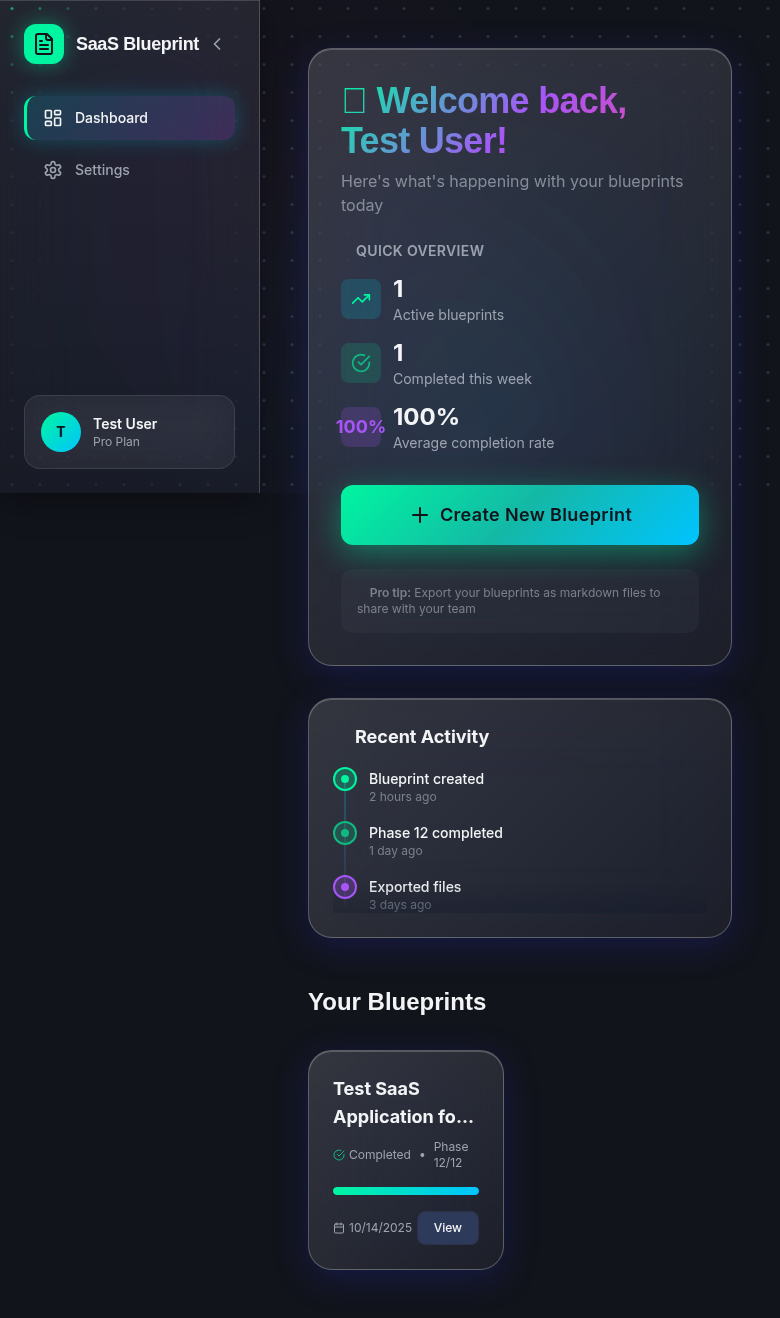 SaaS Blueprint
Dashboard
Settings
Test User
Pro Plan
T
Welcome back,
Test User!
Here's what's happening with your blueprints
today
QUICK OVERVIEW
1
Active blueprints
1
Completed this week
100%
100%
Average completion rate
Create New Blueprint
Pro tip: Export your blueprints as markdown files to
share with your team
Recent Activity
Blueprint created
2 hours ago
Phase 12 completed
1 day ago
Exported files
3 days ago
Your Blueprints
Test SaaS
Application fo...
Completed • Phase
12/12
10/14/2025
View